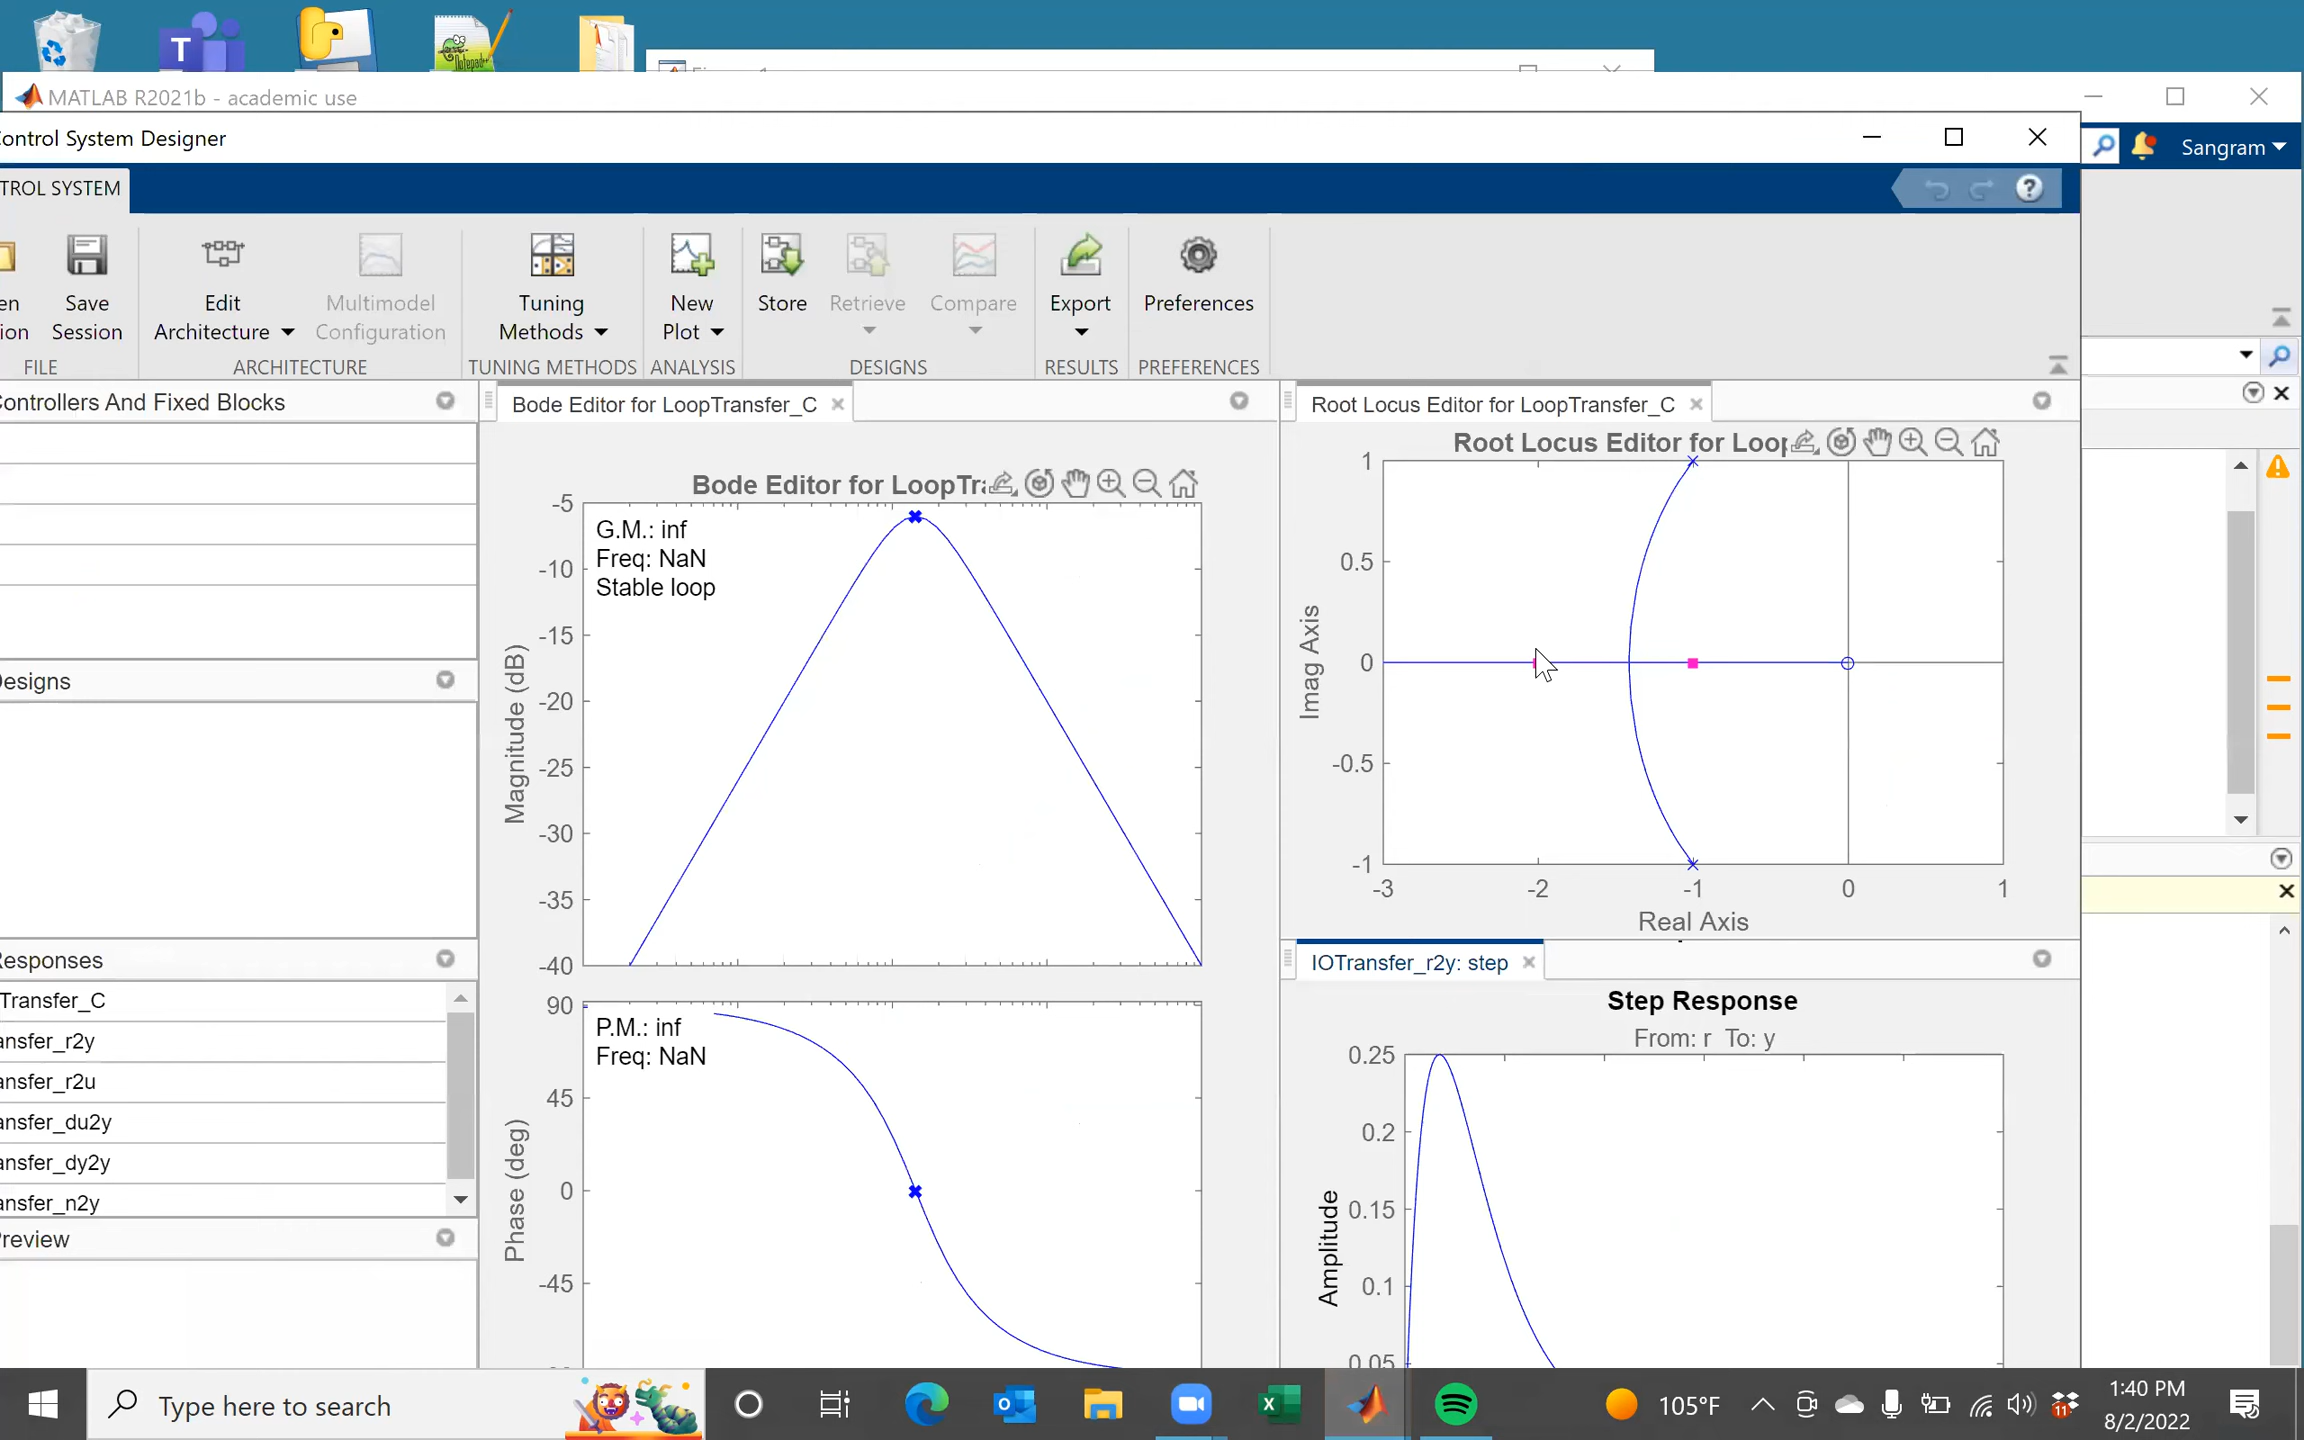 MATLAB R2021b - academic use
ontrol System Designer
Sangram
TROL SYSTEM
en
ion
Save
Session
Edit
Architecture
Multimodel
Configuration
Tuning
Methods
New
Plot
Store
Retrieve
Compare
Export
Preferences
FILE
ARCHITECTURE
TUNING METHODS
ANALYSIS
DESIGNS
RESULTS
PREFERENCES
ontrollers And Fixed Blocks
Bode Editor for LoopTransfer_C
Root Locus Editor for LoopTransfer_C
Bode Editor for LoopTr
-5
-10
-15
-20
-25
-30
-35
-40
Magnitude (dB)
G.M.: inf
Freq: NaN
Stable loop
90
45
0
-45
Phase (deg)
P.M.: inf
Freq: NaN
Root Locus Editor for Loop
1
0.5
0
-0.5
-1
Imag Axis
-3 -2 -1 0 1
Real Axis
esigns
esponses
Transfer_C
ansfer_r2y
ansfer_r2u
ansfer_du2y
ansfer_dy2y
ansfer_n2y
review
IOTransfer_r2y: step
Step Response
From: r To: y
0.25
0.2
0.15
0.1
0.05
Amplitude
Type here to search
105°F
11
1:40 PM
8/2/2022